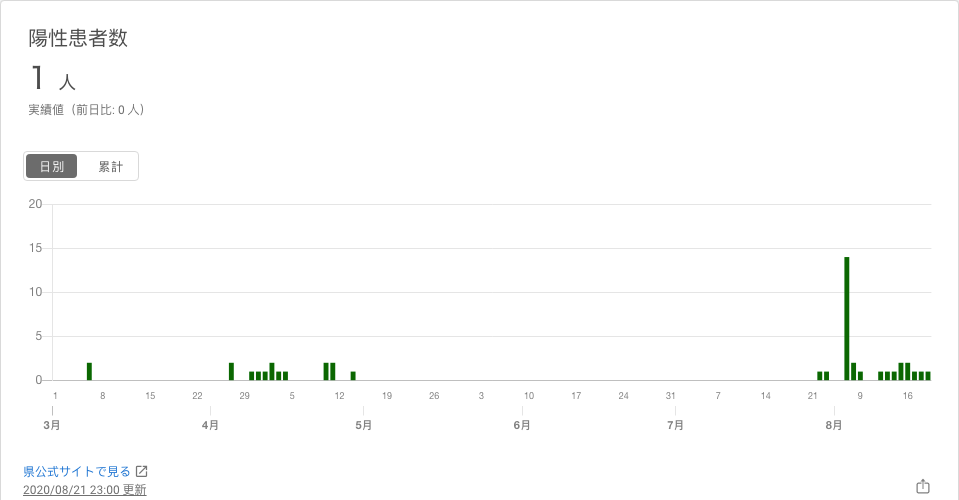 陽性患者数
1 人
実績値（前日比: 0 人）
日別 累計
20
15
10
5
0
1 8 15 22 29 5 12 19 26 3 10 17 24 31 7 14 21 9 16
3月 4月 5月 6月 7月 8月
県公式サイトで見る
2020/08/21 23:00 更新